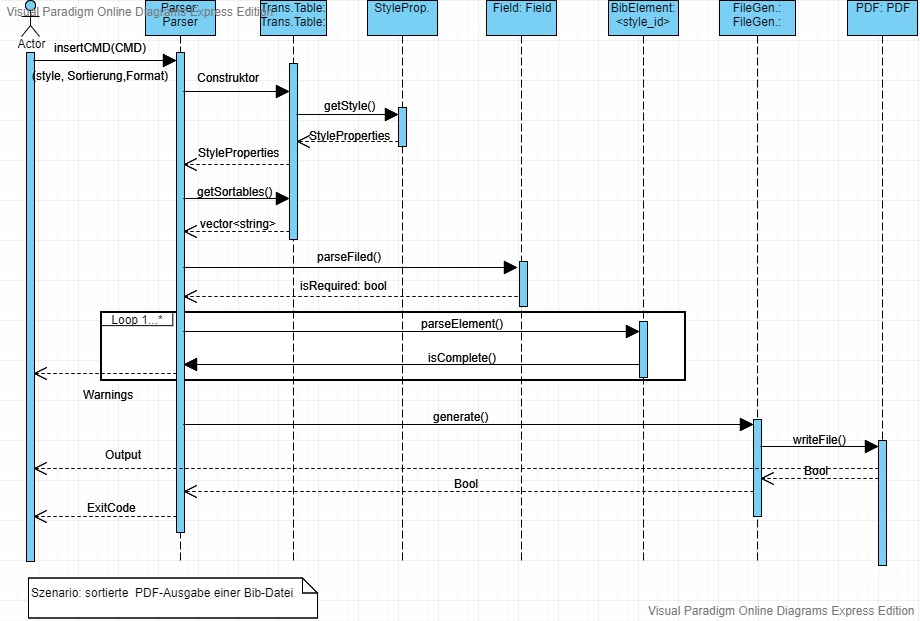 Visual Paradigm Online Diagrams Express Edition
Parser:
Parser
Trans.Table:
Trans.Table:
StyleProp.
Field: Field
BibElement:
<style_id>
FileGen.:
FileGen.:
PDF: PDF
Actor
insertCMD(CMD)
(style, Sortierung,Format)
Construktor
getStyle()
StyleProperties
StyleProperties
getSortables()
vector<string>
parseFiled()
isRequired: bool
Loop 1...*
parseElement()
isComplete()
Warnings
generate()
writeFile()
Output
Bool
Bool
ExitCode
Szenario: sortierte  PDF-Ausgabe einer Bib-Datei
Visual Paradigm Online Diagrams Express Edition